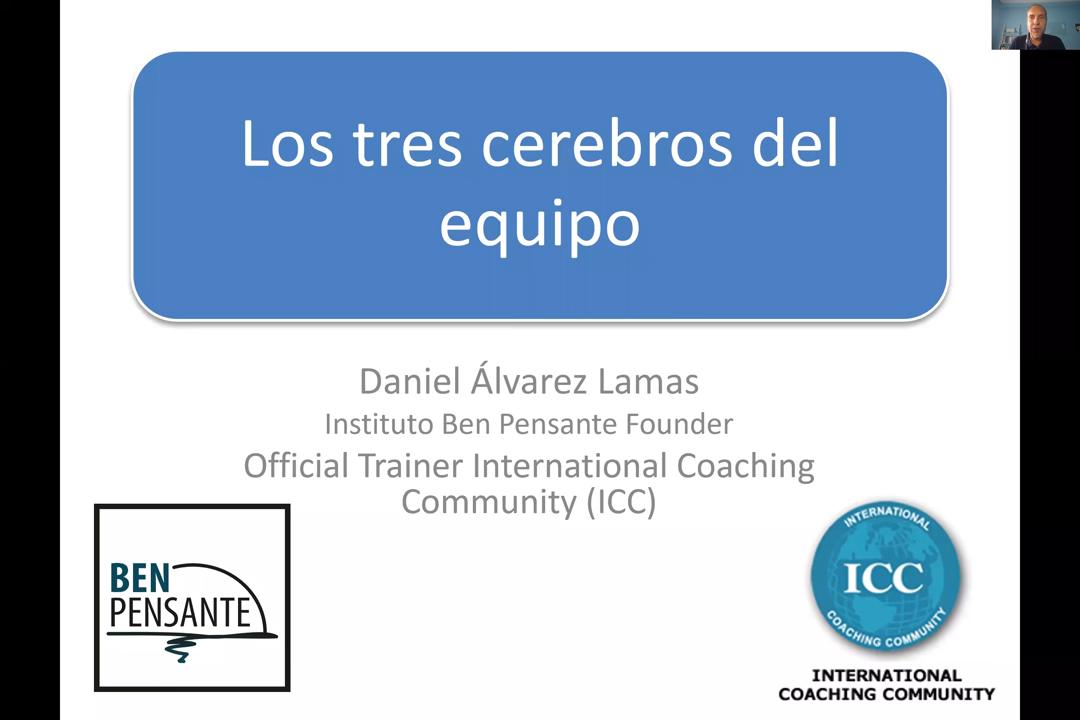 Los tres cerebros del
equipo
Daniel Álvarez Lamas
Instituto Ben Pensante Founder
Official Trainer International Coaching
Community (ICC)
BEN
PENSANTE
INTERNATIONAL
ICC
COACHING COMMUNITY
INTERNATIONAL
COACHING COMMUNITY